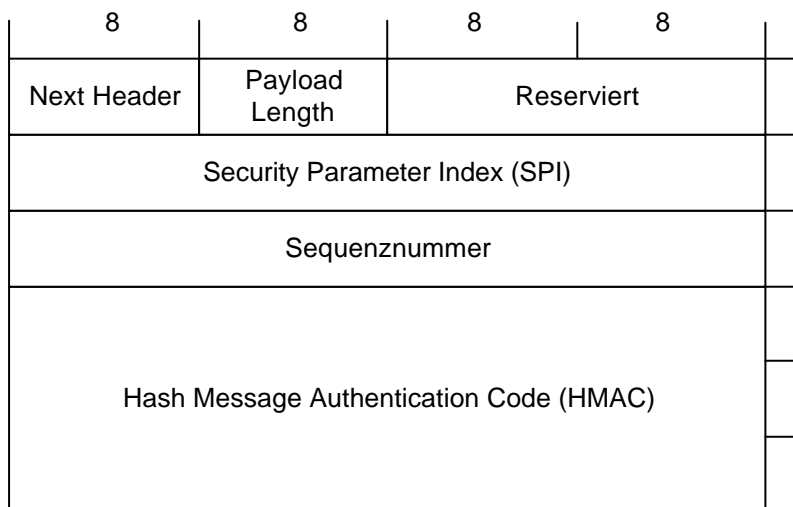 8 8 8 8
Next Header Payload Length Reserviert
Security Parameter Index (SPI)
Sequenznummer
Hash Message Authentication Code (HMAC)